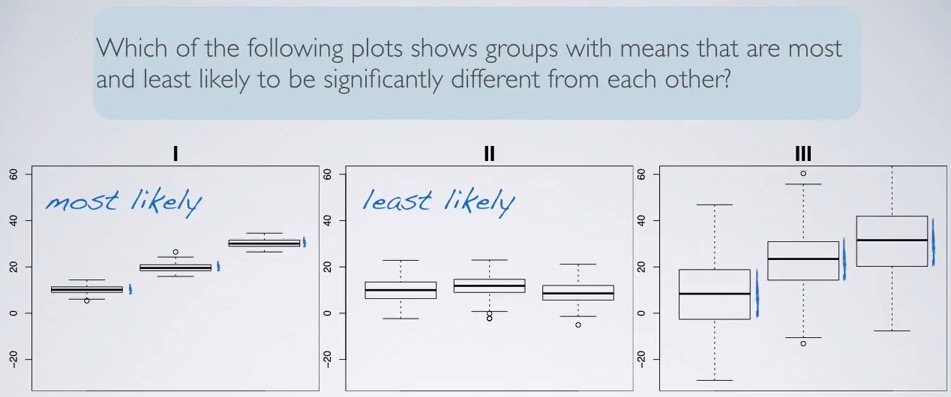 Which of the following plots shows groups with means that are most
and least likely to be significantly different from each other?
I
II
III
most likely
least likely
60
40
20
0
-20
60
40
20
0
-20
60
40
20
0
-20